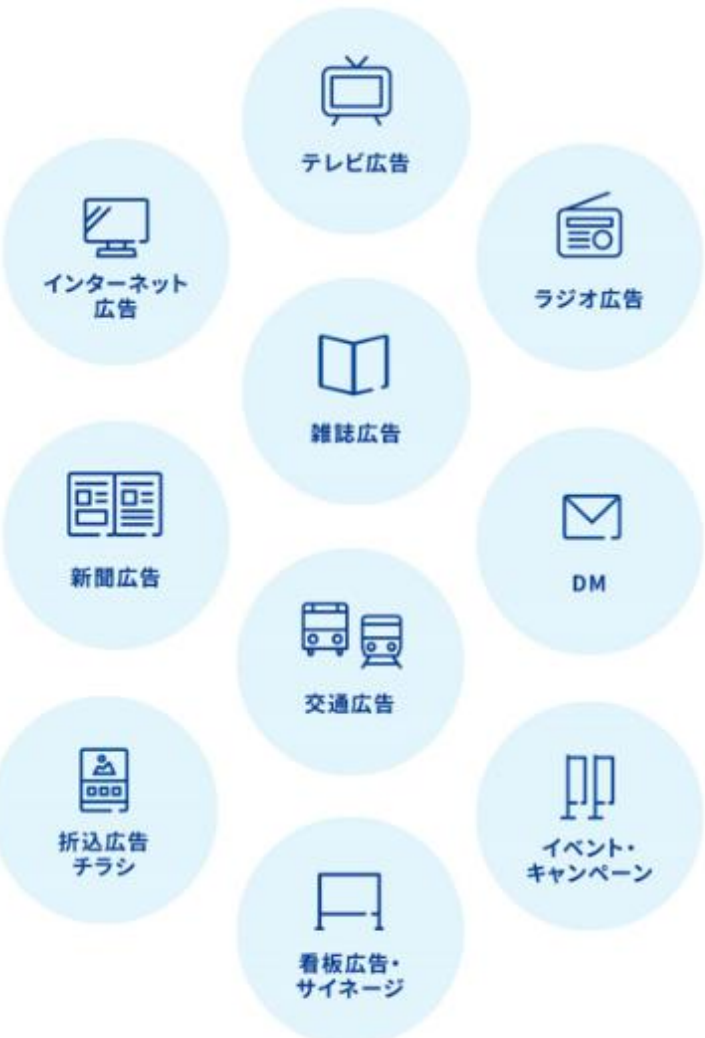 テレビ広告
インターネット
広告
ラジオ広告
雑誌広告
新聞広告
DM
交通広告
折込広告
チラシ
イベント・
キャンペーン
看板広告・
サイネージ